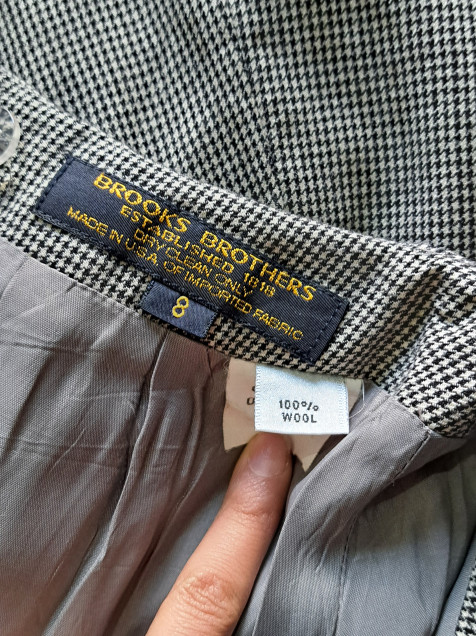 BROOKS BROTHERS
ESTABLISHED 1818
DRY CLEAN ONLY
MADE IN U.S.A. OF IMPORTED FABRIC
8
100%
WOOL